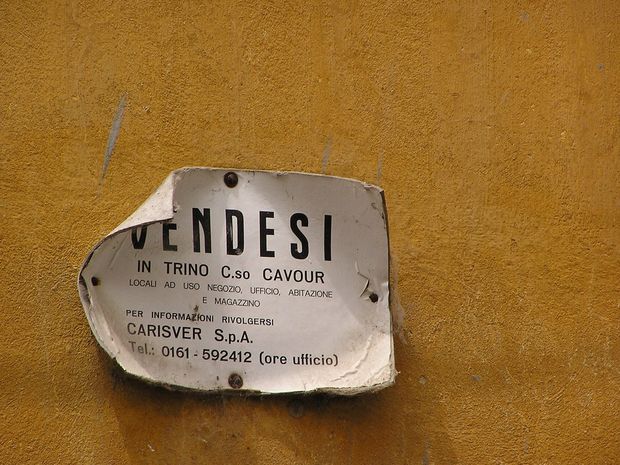 VENDESI
IN TRINO C.so CAVOUR
LOCALI AD USO NEGOZIO, UFFICIO, ABITAZIONE
E MAGAZZINO
PER INFORMAZIONI RIVOLGERSI
CARISVER S.p.A.
Tel.: 0161 - 592412 (ore ufficio)